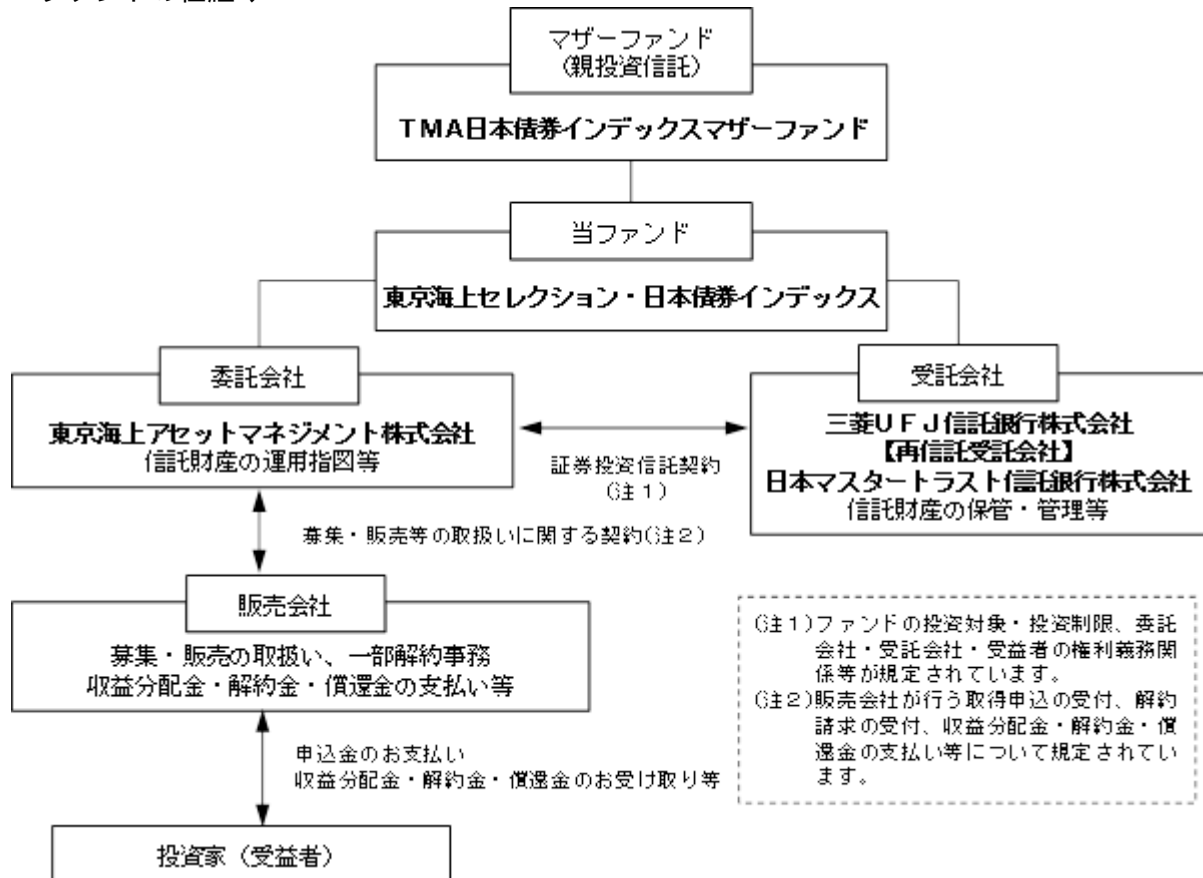 マザーファンド
(親投資信託)
TMA日本債券インデックスマザーファンド
当ファンド
東京海上セレクション・日本債券インデックス
委託会社
東京海上アセットマネジメント株式会社
信託財産の運用指図等
証券投資信託契約
(注1)
受託会社
三菱UFJ信託銀行株式会社
【再信託受託会社】
日本マスタートラスト信託銀行株式会社
信託財産の保管・管理等
募集・販売等の取扱いに関する契約(注2)
販売会社
募集・販売の取扱い、一部解約事務
収益分配金・解約金・償還金の支払い等
(注1)ファンドの投資対象・投資制限、委託
会社・受託会社・受益者の権利義務関
係等が規定されています。
(注2)販売会社が行う取得申込の受付、解約
請求の受付、収益分配金・解約金・償
還金の支払い等について規定されてい
ます。
申込金のお支払い
収益分配金・解約金・償還金のお受け取り等
投資家(受益者)